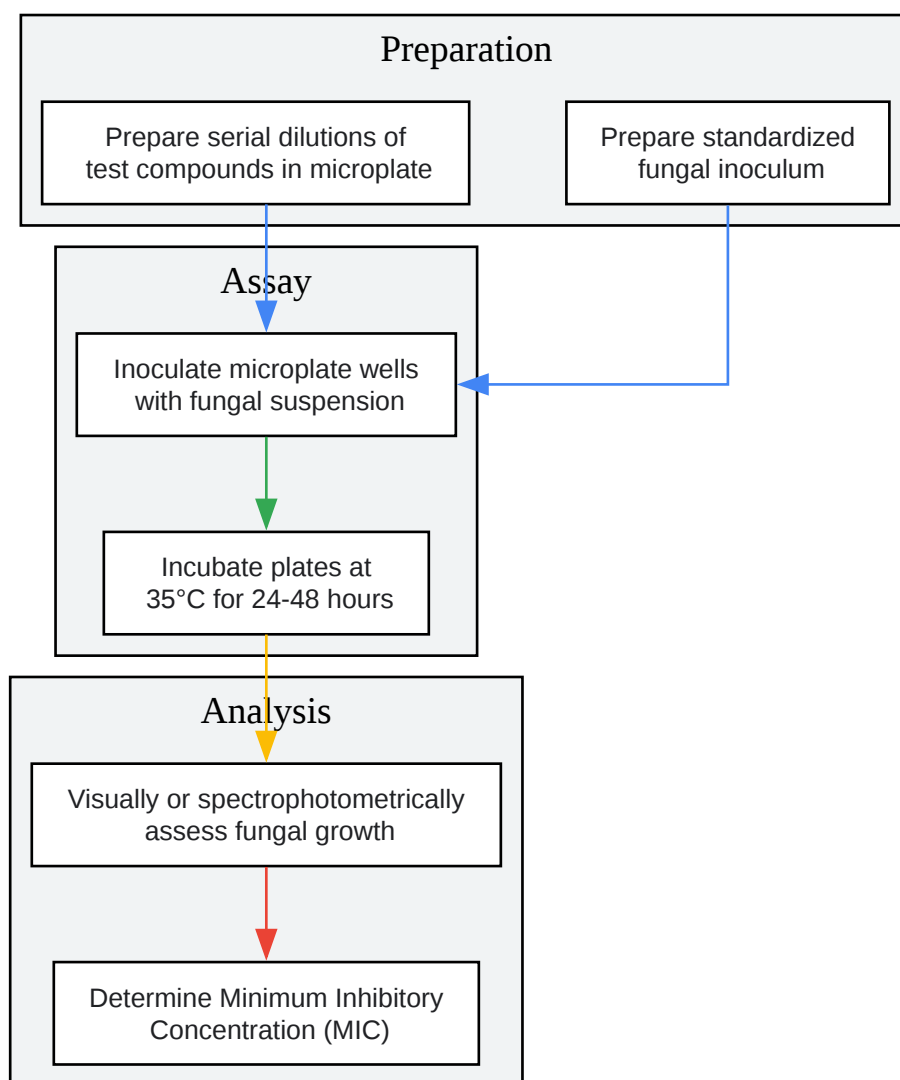 Preparation
Prepare serial dilutions of
test compounds in microplate
Prepare standardized
fungal inoculum
Assay
Inoculate microplate wells
with fungal suspension
Incubate plates at
35°C for 24-48 hours
Analysis
Visually or spectrophotometrically
assess fungal growth
Determine Minimum Inhibitory
Concentration (MIC)